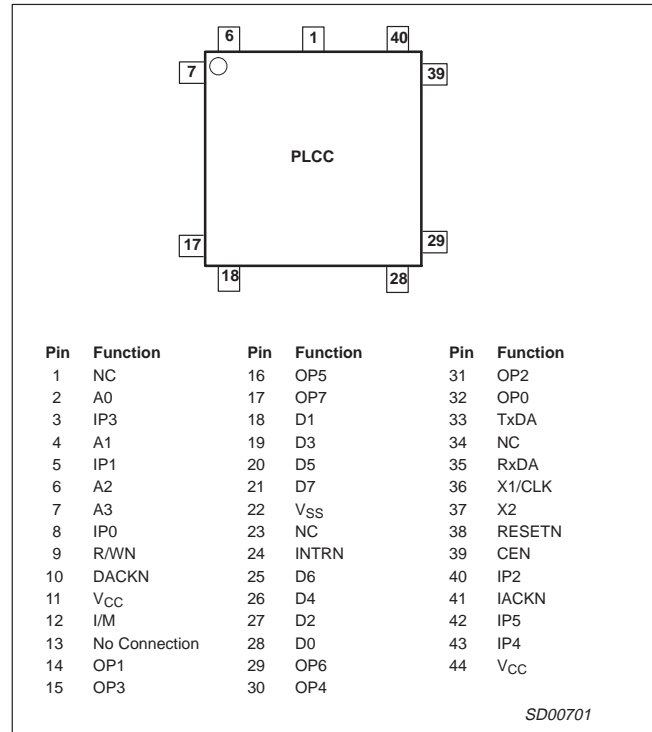 6 1 40
7 39
PLCC
17 29
18 28
Pin Function Pin Function Pin Function
1 NC 16 OP5 31 OP2
2 A0 17 OP7 32 OP0
3 IP3 18 D1 33 TxDA
4 A1 19 D3 34 NC
5 IP1 20 D5 35 RxDA
6 A2 21 D7 36 X1/CLK
7 A3 22 VSS 37 X2
8 IP0 23 NC 38 RESETN
9 R/WN 24 INTRN 39 CEN
10 DACKN 25 D6 40 IP2
11 VCC 26 D4 41 IACKN
12 I/M 27 D2 42 IP5
13 No Connection 28 D0 43 IP4
14 OP1 29 OP6 44 VCC
15 OP3 30 OP4
SD00701